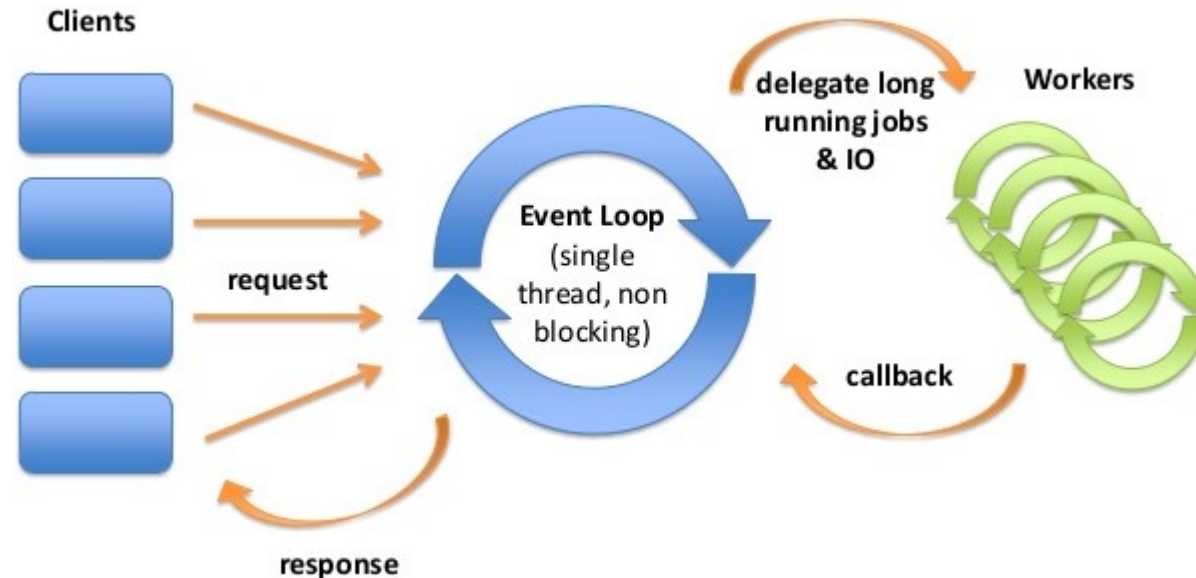 Clients
delegate long
running jobs
& IO
Workers
Event Loop
(single
thread, non
blocking)
request
callback
response